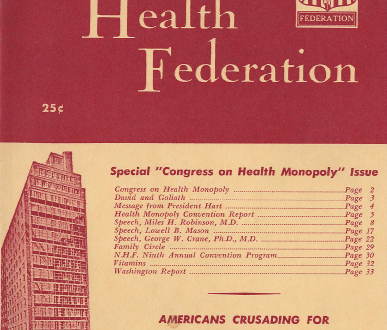 Health
FEDERATION
Federation
25¢
Special "Congress on Health Monopoly" Issue
Congress on Health Monopoly Page 2
David and Goliath Page 3
Message from President Hart Page 4
Health Monopoly Convention Report Page 5
Speech, Miles H. Robinson, M.D. Page 8
Speech, Lowell B. Mason Page 17
Speech, George W. Crane, Ph.D., M.D. Page 22
Family Circle Page 29
N.H.F. Ninth Annual Convention Program Page 30
Vitamins Page 32
Washington Report Page 33
AMERICANS CRUSADING FOR